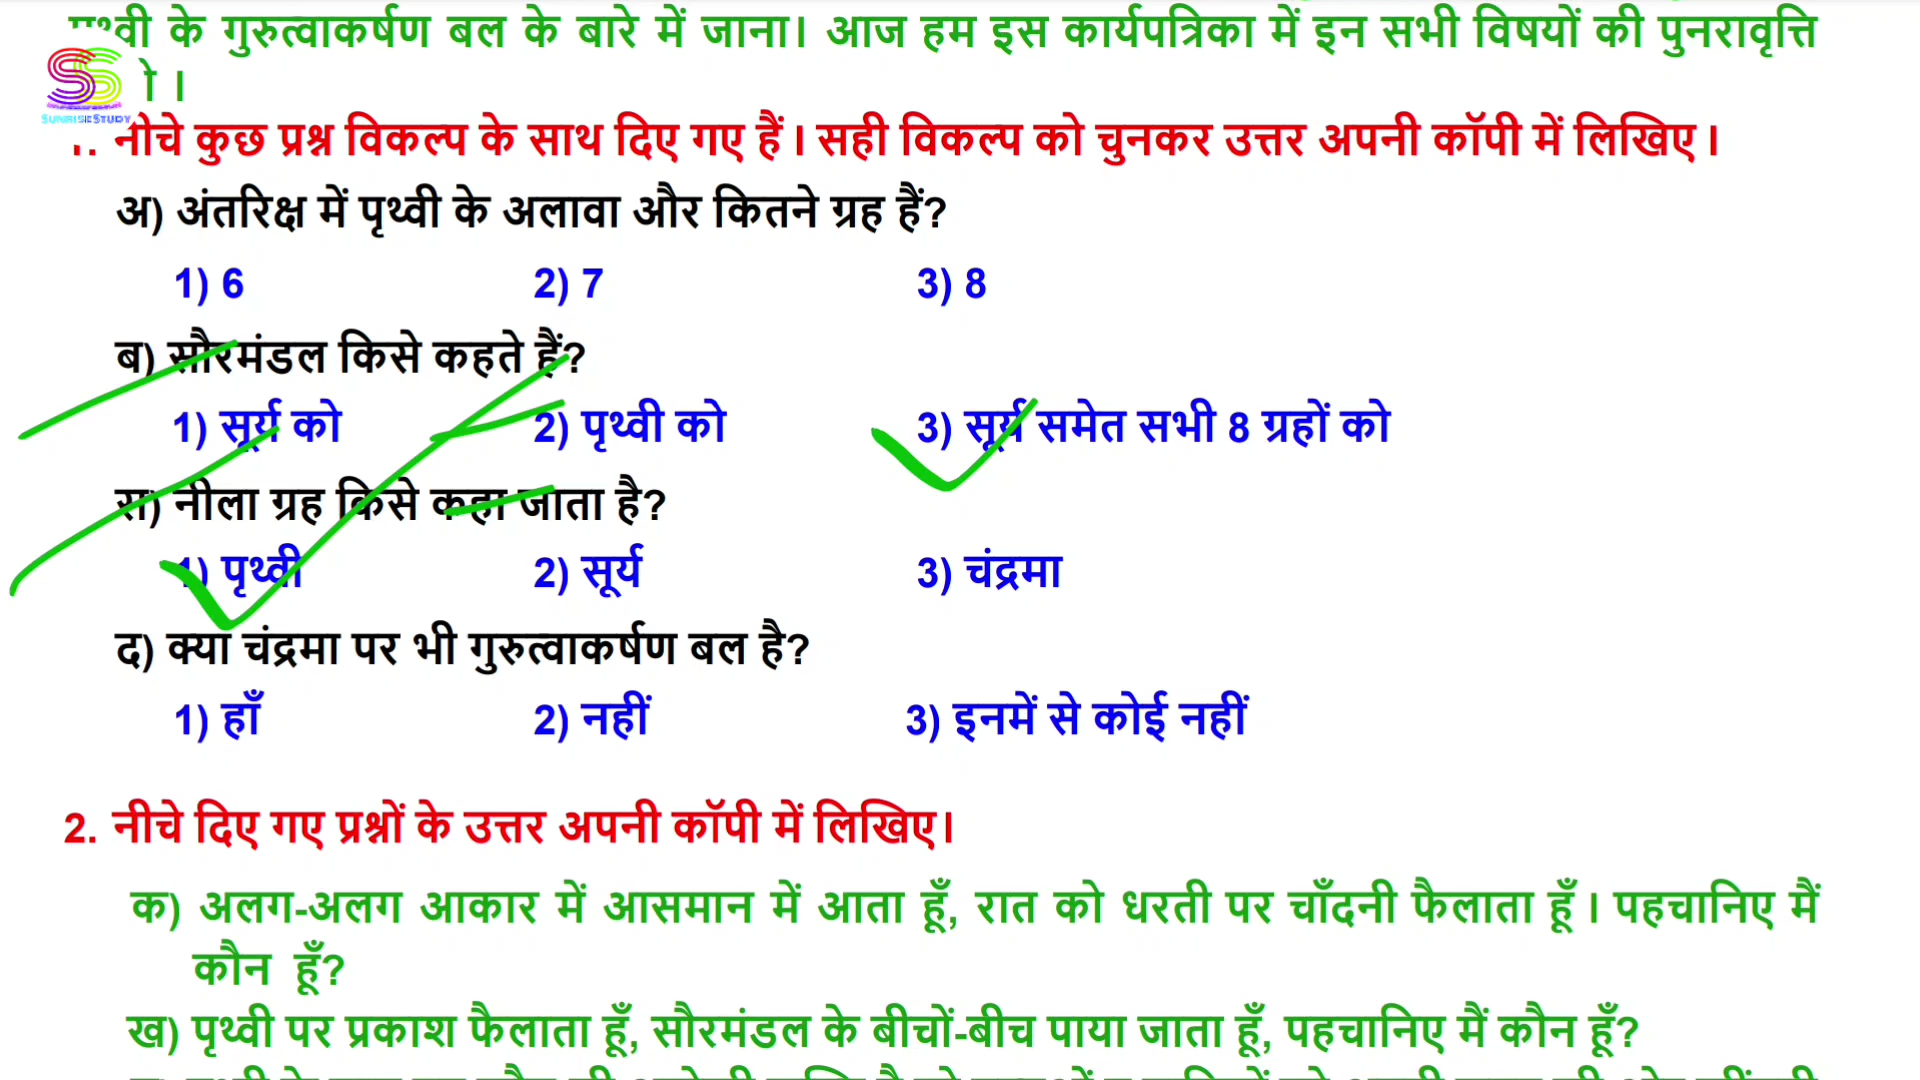 के गुरुत्वाकर्षण बल के बारे में जाना। आज हम इस कार्यपत्रिका में इन सभी विषयों की पुनरावृत्ति
SUNRISE STUDY
नीचे कुछ प्रश्न विकल्प के साथ दिए गए हैं। सही विकल्प को चुनकर उत्तर अपनी कॉपी में लिखिए।
अ) अंतरिक्ष में पृथ्वी के अलावा और कितने ग्रह हैं?
1) 6 2) 7 3) 8
ब) सौरमंडल किसे कहते हैं?
1) सूर्य को 2) पृथ्वी को 3) सूर्य समेत सभी 8 ग्रहों को
स) नीला ग्रह किसे कहा जाता है?
1) पृथ्वी 2) सूर्य 3) चंद्रमा
द) क्या चंद्रमा पर भी गुरुत्वाकर्षण बल है?
1) हाँ 2) नहीं 3) इनमें से कोई नहीं
2. नीचे दिए गए प्रश्नों के उत्तर अपनी कॉपी में लिखिए।
क) अलग-अलग आकार में आसमान में आता हूँ, रात को धरती पर चाँदनी फैलाता हूँ। पहचानिए मैं
कौन हूँ?
ख) पृथ्वी पर प्रकाश फैलाता हूँ, सौरमंडल के बीचों-बीच पाया जाता हूँ, पहचानिए मैं कौन हूँ?